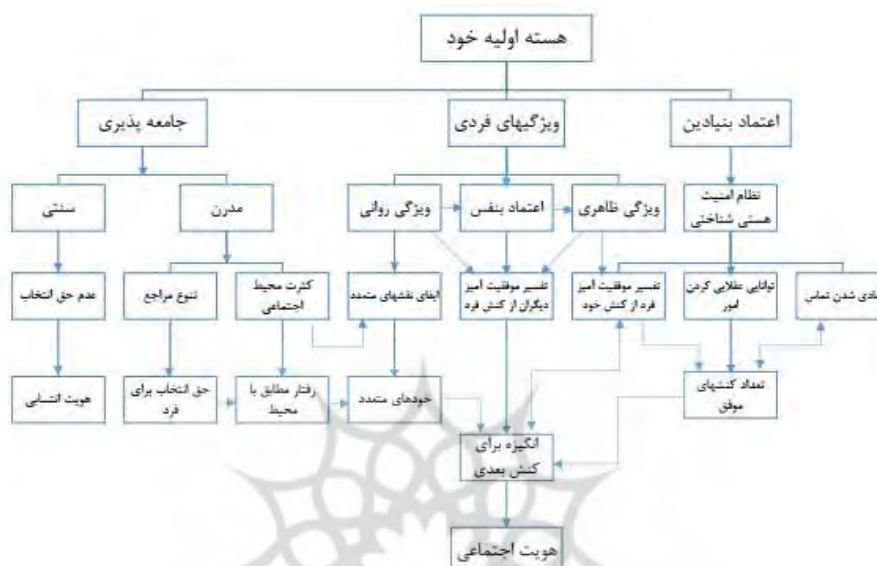 هسته اولیه خود
اعتماد بنیادین
ویژگیهای فردی
جامعه پذیری
نظام امنیت
هستی شناختی
ویژگی ظاهری
اعتماد بنفس
ویژگی روانی
مدرن
سنتی
عادی شدن تماس
توانایی عقلایی کردن
امور
تفسیر موفقیت آمیز
فرد از کنش خود
تفسیر موفقیت آمیز
دیگران از کنش فرد
ایفای نقشهای متعدد
کثرت محیط
اجتماعی
تنوع مراجع
عدم حق انتخاب
تعداد کنشهای
موفق
خودهای متعدد
رفتار مطابق با
محیط
حق انتخاب برای
فرد
هویت انتسابی
انگیزه برای
کنش بعدی
هویت اجتماعی